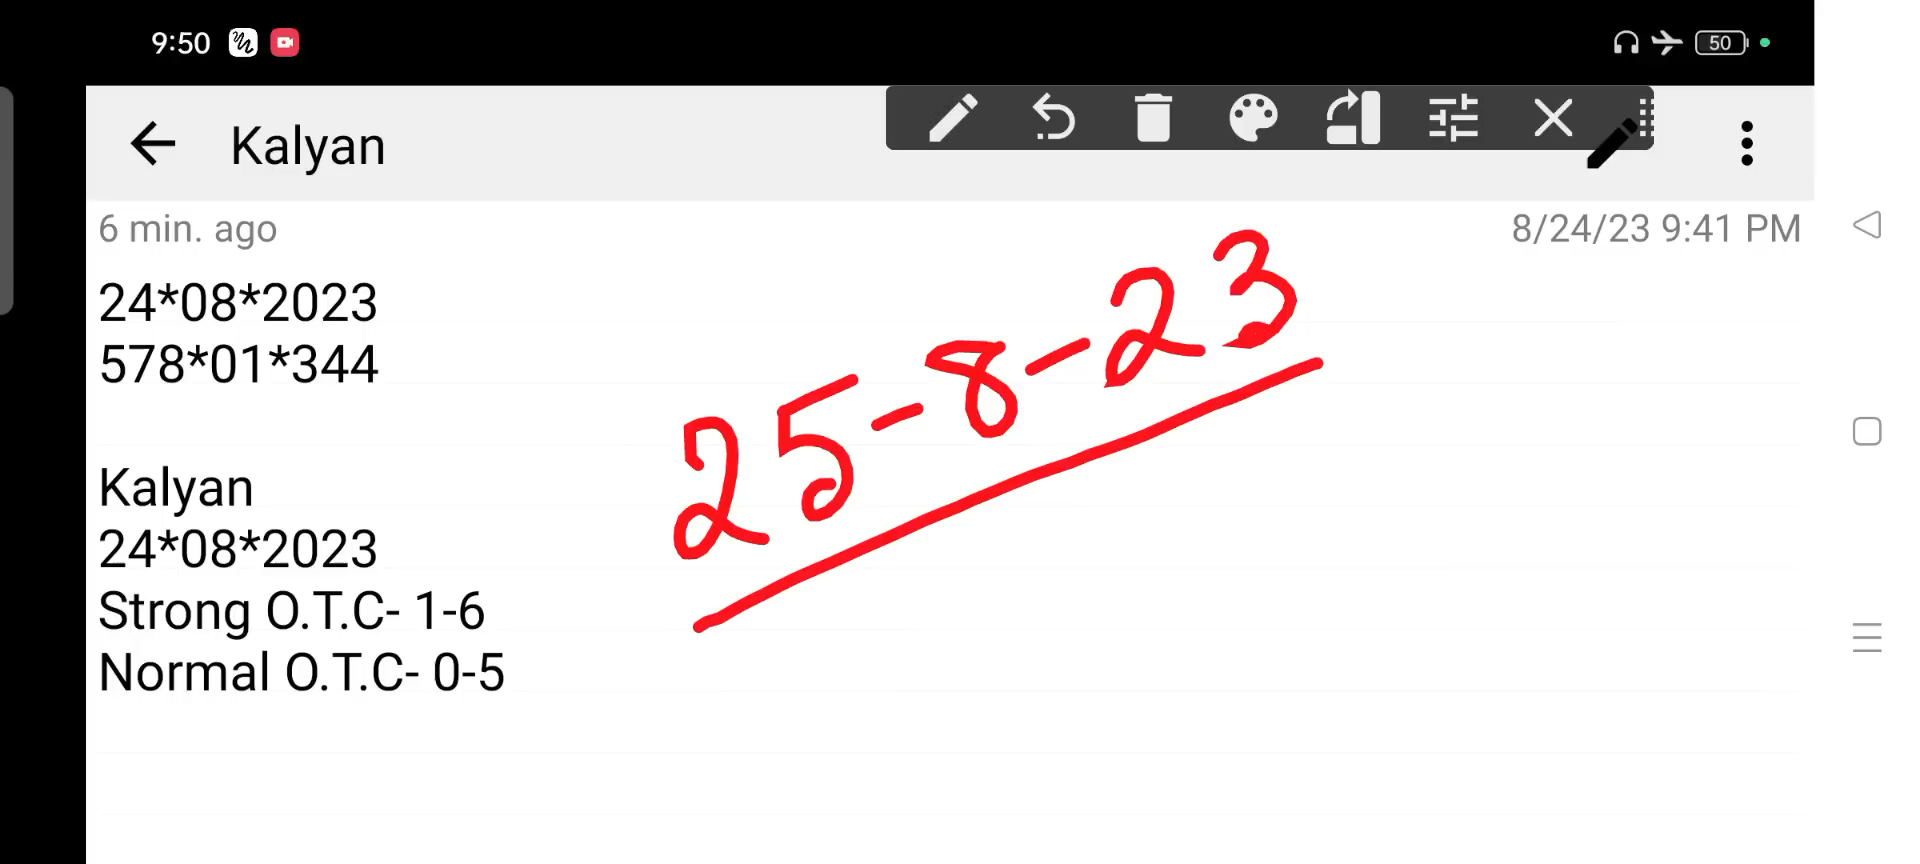 9:50
50
Kalyan
6 min. ago
8/24/23 9:41 PM
24*08*2023
578*01*344
25-8-23
Kalyan
24*08*2023
Strong O.T.C- 1-6
Normal O.T.C- 0-5